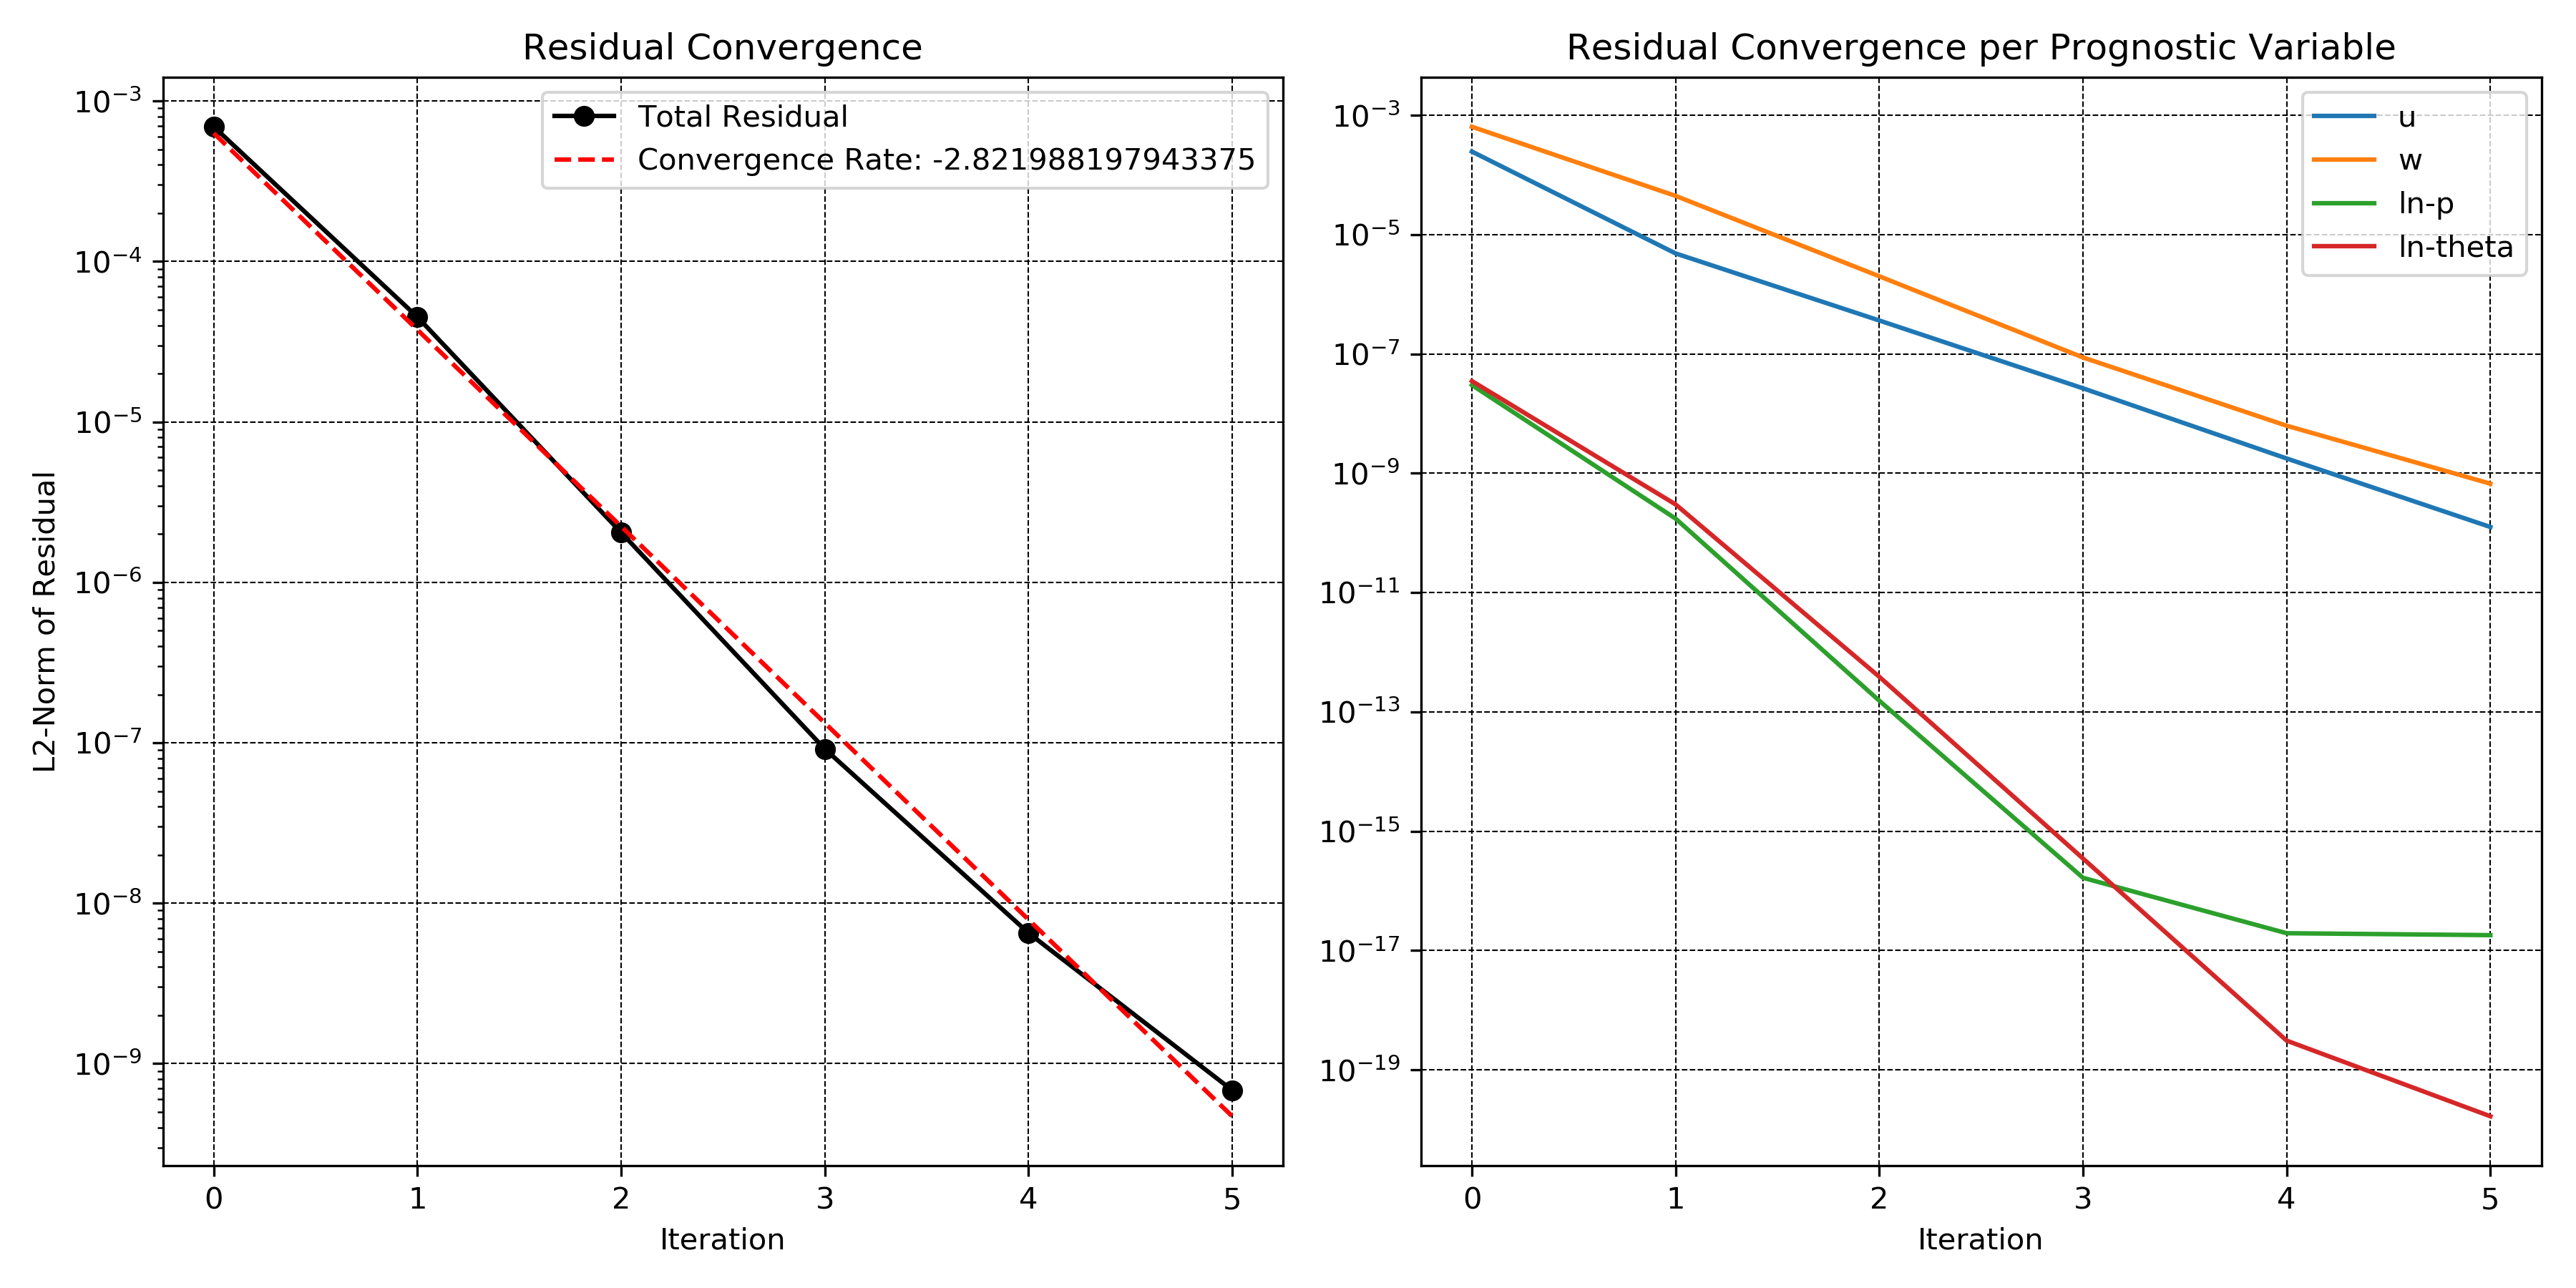 Residual Convergence
Total Residual
Convergence Rate: -2.821988197943375
10⁻³
10⁻⁴
10⁻⁵
10⁻⁶
10⁻⁷
10⁻⁸
10⁻⁹
L2-Norm of Residual
0 1 2 3 4 5
Iteration
Residual Convergence per Prognostic Variable
u
w
ln-p
ln-theta
10⁻³
10⁻⁵
10⁻⁷
10⁻⁹
10⁻¹¹
10⁻¹³
10⁻¹⁵
10⁻¹⁷
10⁻¹⁹
0 1 2 3 4 5
Iteration